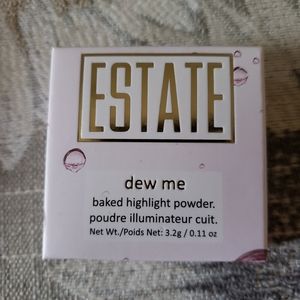 ESTATE
dew me
baked highlight powder.
poudre illuminateur cuit.
Net Wt./Poids Net: 3.2g / 0.11 oz